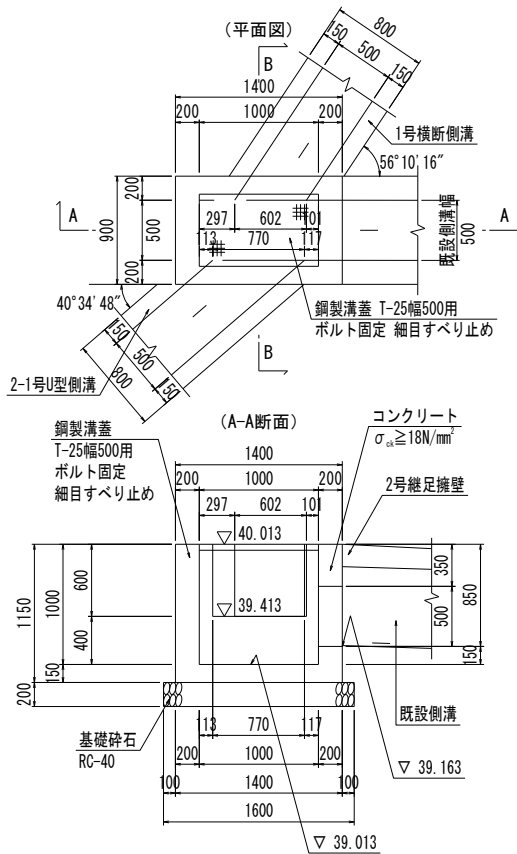 (平面図)
B
800
150
500
150
1400
200
1000
200
1号横断側溝
56°10'16"
A
900
200
500
200
297
602
101
113
770
117
既設側溝幅
500
A
40°34'48"
鋼製溝蓋 T-25幅500用
ボルト固定 細目すべり止め
150
500
150
800
B
2-1号U型側溝
(A-A断面)
鋼製溝蓋
T-25幅500用
ボルト固定
細目すべり止め
コンクリート
σck≧18N/mm²
1400
200
1000
200
2号継足擁壁
297
602
101
▽ 40.013
1150
1000
600
▽ 39.413
400
150
200
350
500
850
150
既設側溝
113
770
117
基礎砕石
RC-40
200
1000
200
▽ 39.163
100
1400
100
1600
▽ 39.013